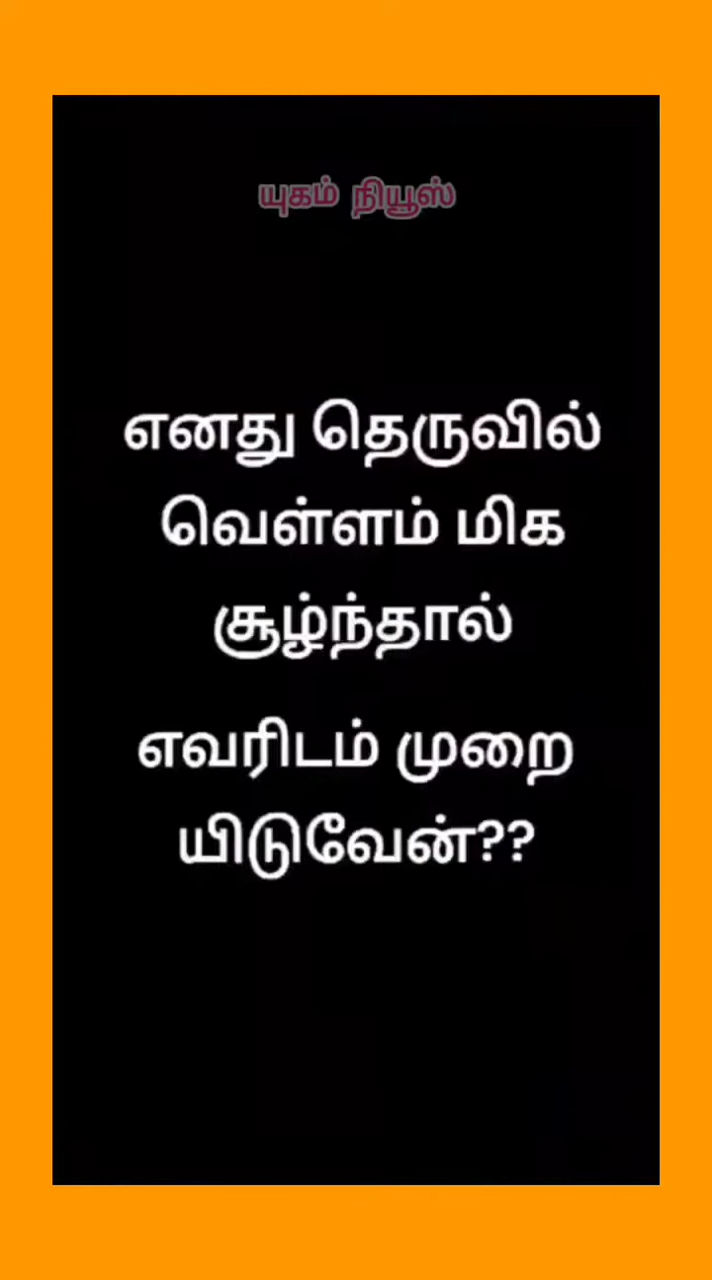 யுகம் நியூஸ்
எனது தெருவில்
வெள்ளம் மிக
சூழ்ந்தால்
எவரிடம் முறை
யிடுவேன்??